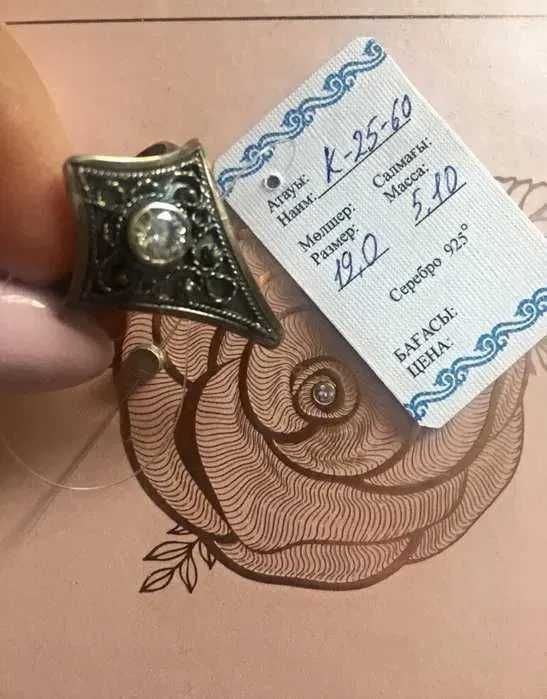 Атауы:
Наим: К-25-60
Мөлшер: Салмағы:
Размер: Масса:
19,0 5,10
Серебро 925°
БАҒАСЫ:
ЦЕНА: